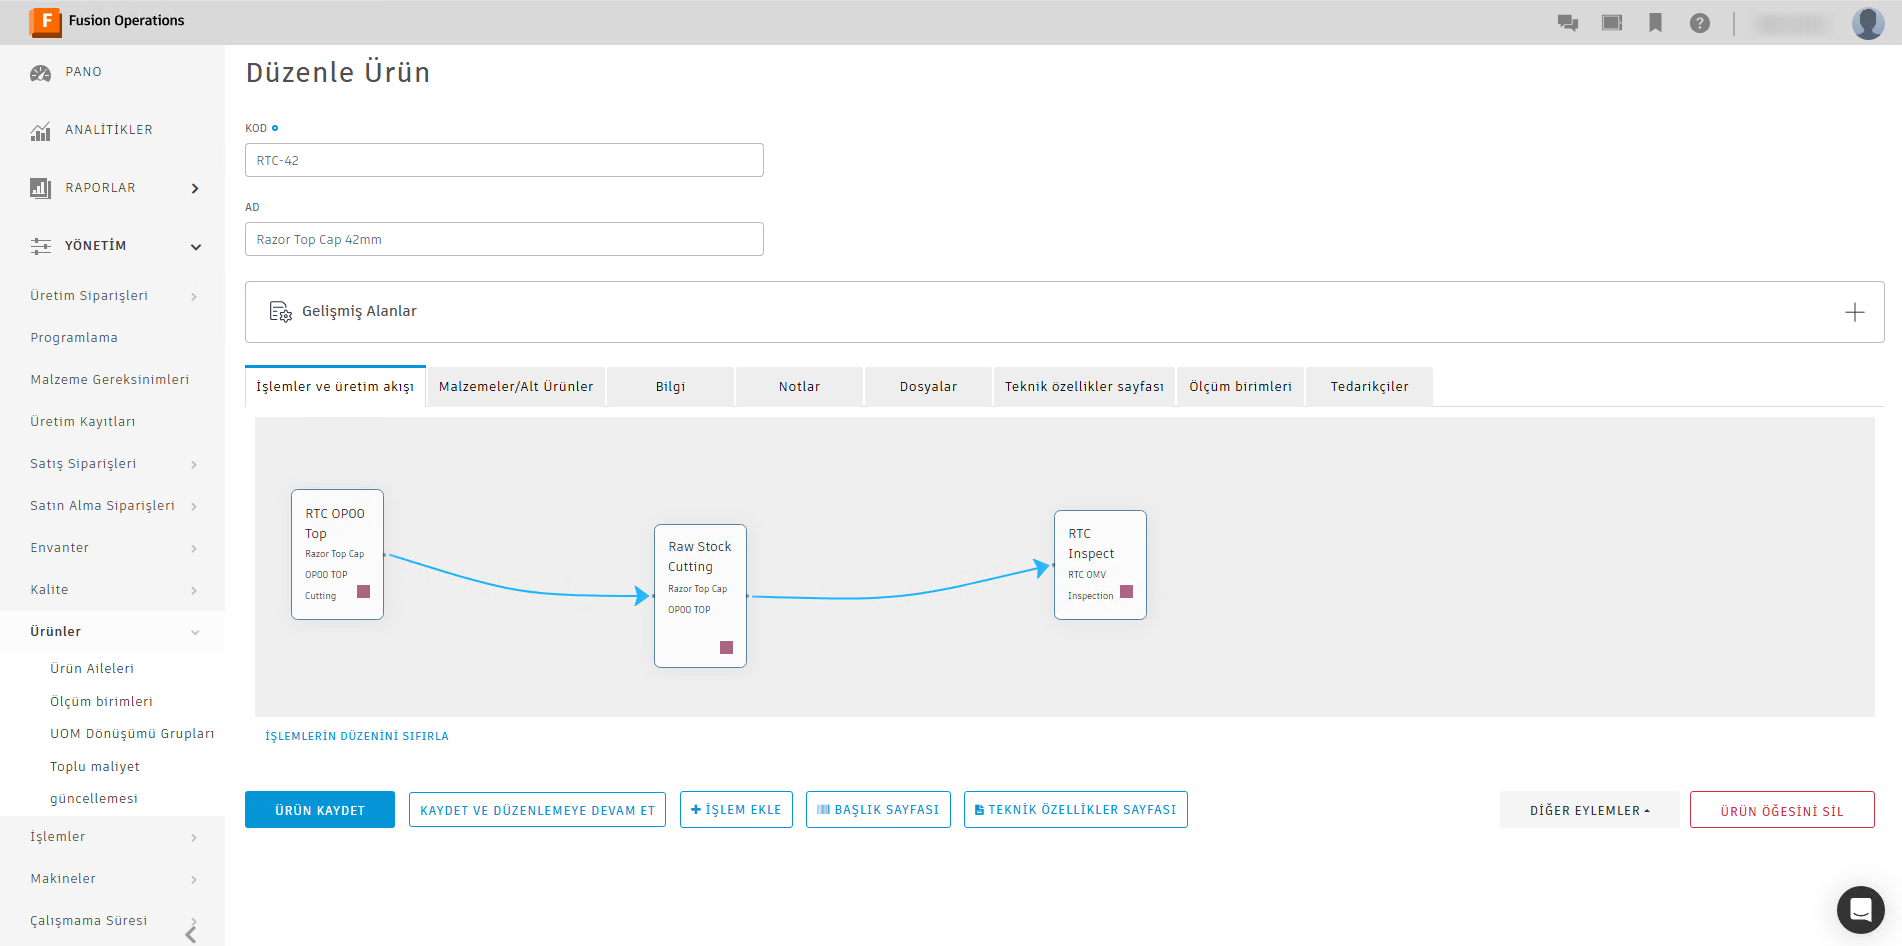 Fusion Operations
PANO
ANALİTİKLER
RAPORLAR
YÖNETİM
Üretim Siparişleri
Programlama
Malzeme Gereksinimleri
Üretim Kayıtları
Satış Siparişleri
Satın Alma Siparişleri
Envanter
Kalite
Ürünler
Ürün Aileleri
Ölçüm birimleri
UOM Dönüşümü Grupları
Toplu maliyet
güncellemesi
İşlemler
Makineler
Çalışmama Süresi
Düzenle Ürün
KOD
RTC-42
AD
Razor Top Cap 42mm
Gelişmiş Alanlar
İşlemler ve üretim akışı
Malzemeler/Alt Ürünler
Bilgi
Notlar
Dosyalar
Teknik özellikler sayfası
Ölçüm birimleri
Tedarikçiler
RTC OP00
Top
Razor Top Cap
OP00 TOP
Cutting
Raw Stock
Cutting
Razor Top Cap
OP00 TOP
RTC
Inspect
RTC OMV
Inspection
İŞLEMLERİN DÜZENİNİ SIFIRLA
ÜRÜN KAYDET
KAYDET VE DÜZENLEMEYE DEVAM ET
İŞLEM EKLE
BAŞLIK SAYFASI
TEKNİK ÖZELLİKLER SAYFASI
DİĞER EYLEMLER
ÜRÜN ÖĞESİNİ SİL